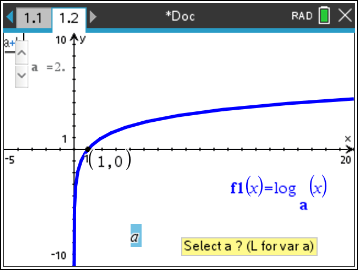 1.1 1.2 *Doc RAD
10 y
a+
a =2.
1 x
-5 1 (1,0) 20
f1(x)=log a (x)
a
Select a ? (L for var a)
-10